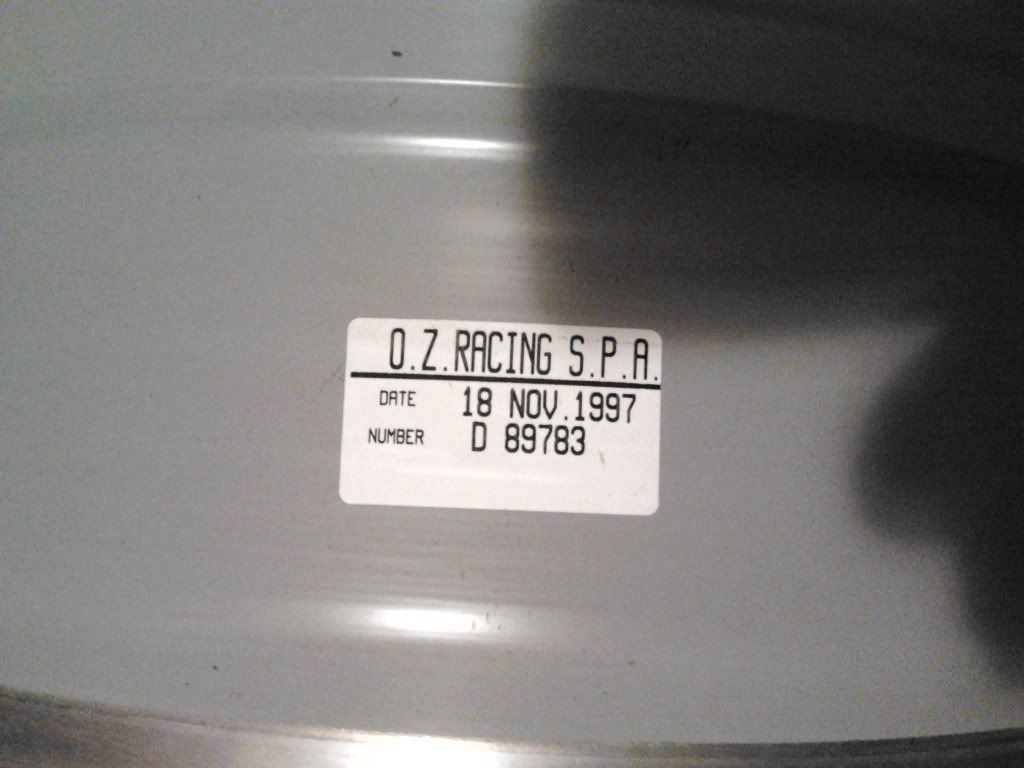 O.Z.RACING S.P.A.
DATE 18 NOV.1997
NUMBER D 89783